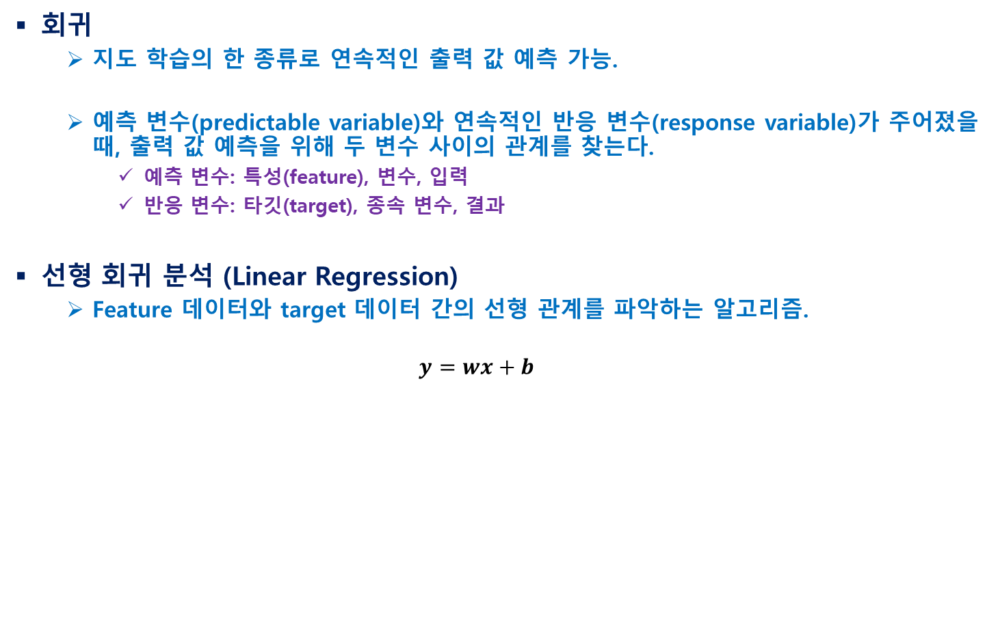 ▪ 회귀
➢ 지도 학습의 한 종류로 연속적인 출력 값 예측 가능.
➢ 예측 변수(predictable variable)와 연속적인 반응 변수(response variable)가 주어졌을
때, 출력 값 예측을 위해 두 변수 사이의 관계를 찾는다.
✓ 예측 변수: 특성(feature), 변수, 입력
✓ 반응 변수: 타깃(target), 종속 변수, 결과
▪ 선형 회귀 분석 (Linear Regression)
➢ Feature 데이터와 target 데이터 간의 선형 관계를 파악하는 알고리즘.
y = wx + b